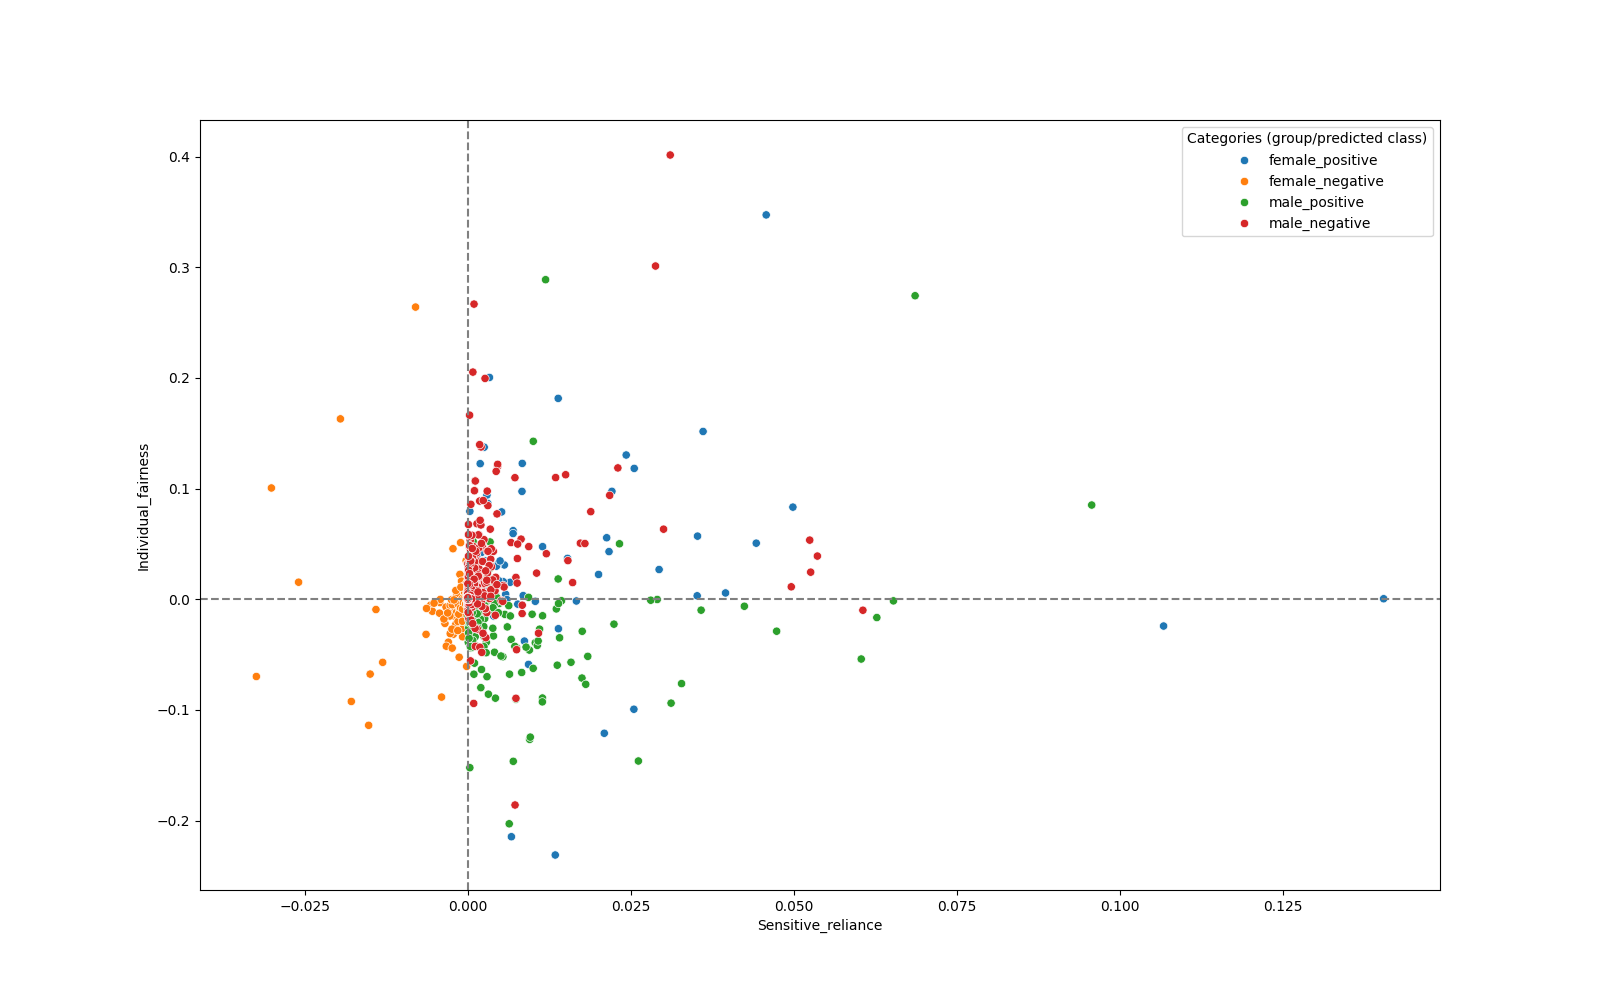 Categories (group/predicted class)
female_positive
female_negative
male_positive
male_negative
0.4
0.3
0.2
0.1
0.0
−0.1
−0.2
Individual_fairness
−0.025
0.000
0.025
0.050
0.075
0.100
0.125
Sensitive_reliance